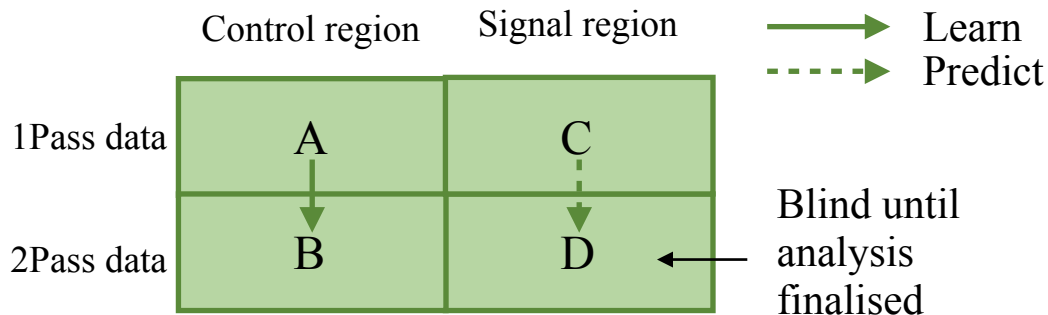 Control region
Signal region
Learn
Predict
1Pass data
A
C
2Pass data
B
D
Blind until
analysis
finalised